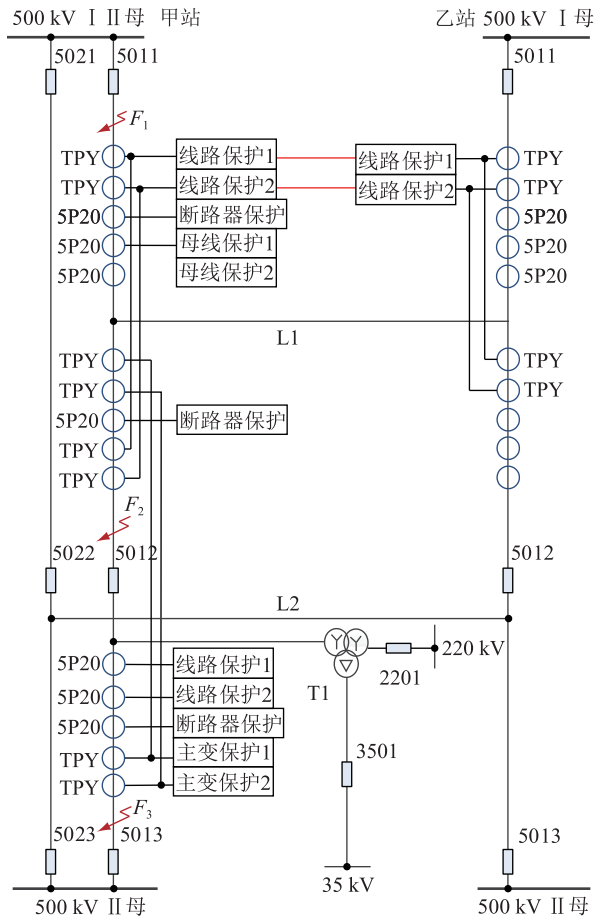 500 kV Ⅰ Ⅱ母 甲站
乙站 500 kV Ⅰ母
5021
5011
5011
F1
TPY
线路保护1
线路保护1
TPY
TPY
线路保护2
线路保护2
TPY
5P20
断路器保护
5P20
5P20
母线保护1
5P20
5P20
母线保护2
5P20
L1
TPY
TPY
TPY
TPY
5P20
断路器保护
TPY
TPY
F2
5022
5012
5012
L2
220 kV
2201
T1
5P20
线路保护1
5P20
线路保护2
5P20
断路器保护
TPY
主变保护1
3501
TPY
主变保护2
F3
5023
5013
5013
35 kV
500 kV Ⅱ母
500 kV Ⅱ母